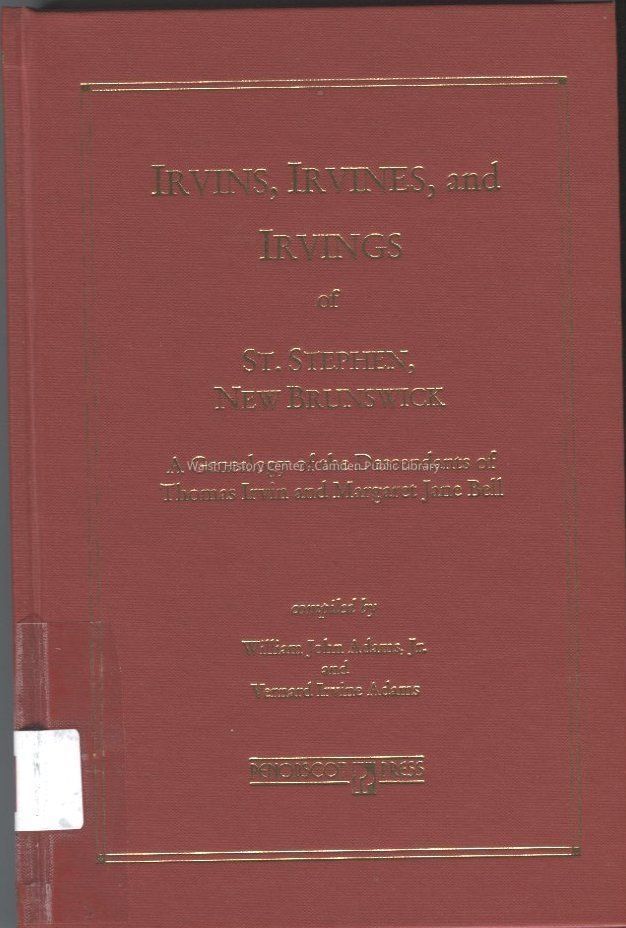 IRVINS, IRVINES, and
IRVINGS
of
ST. STEPHEN,
NEW BRUNSWICK
A Genealogy of the Descendants of
Walsh History Center, Camden Public Library
Thomas Irvin and Margaret Jane Bell
compiled by
William John Adams, Jr.
and
Vernard Irvine Adams
PENOBSCOT PRESS